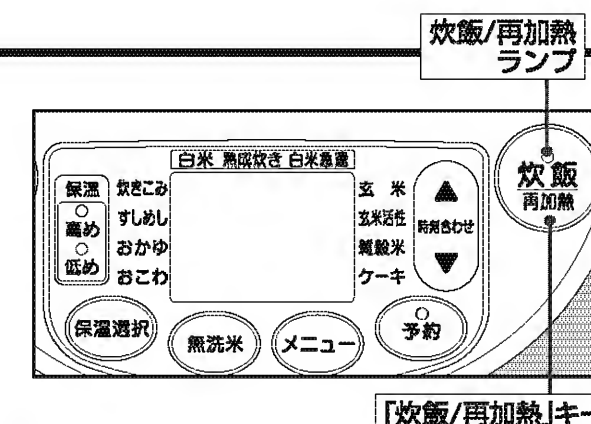 炊飯/再加熱
ランプ
白米 熟成炊き 白米急速
保温
高め
低め
炊きこみ
すしめし
おかゆ
おこわ
玄米
玄米活性
雑穀米
ケーキ
▲
時刻合わせ
▼
炊飯
再加熱
保温選択
無洗米
メニュー
予約
「炊飯/再加熱」キー